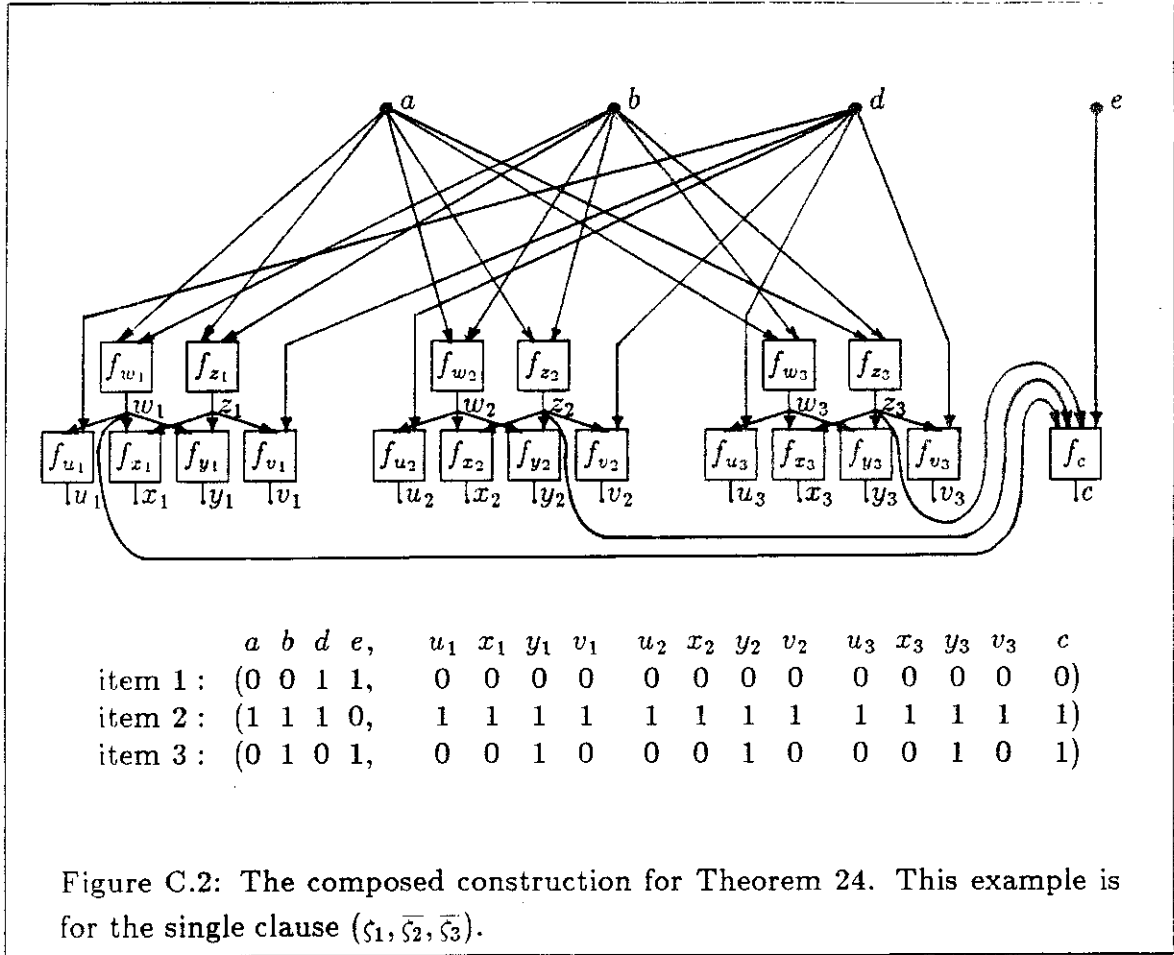 a b d e
f_{w_1} f_{z_1} f_{w_2} f_{z_2} f_{w_3} f_{z_3}
w_1 z_1 w_2 z_2 w_3 z_3
f_{u_1} f_{x_1} f_{y_1} f_{v_1} f_{u_2} f_{x_2} f_{y_2} f_{v_2} f_{u_3} f_{x_3} f_{y_3} f_{v_3} f_c
u_1 x_1 y_1 v_1 u_2 x_2 y_2 v_2 u_3 x_3 y_3 v_3 c
a b d e, u_1 x_1 y_1 v_1 u_2 x_2 y_2 v_2 u_3 x_3 y_3 v_3 c
item 1 : (0 0 1 1, 0 0 0 0 0 0 0 0 0 0 0 0 0)
item 2 : (1 1 1 0, 1 1 1 1 1 1 1 1 1 1 1 1 1)
item 3 : (0 1 0 1, 0 0 1 0 0 0 1 0 0 0 1 0 1)
Figure C.2: The composed construction for Theorem 24. This example is
for the single clause (ζ_1, \overline{ζ_2}, \overline{ζ_3}).